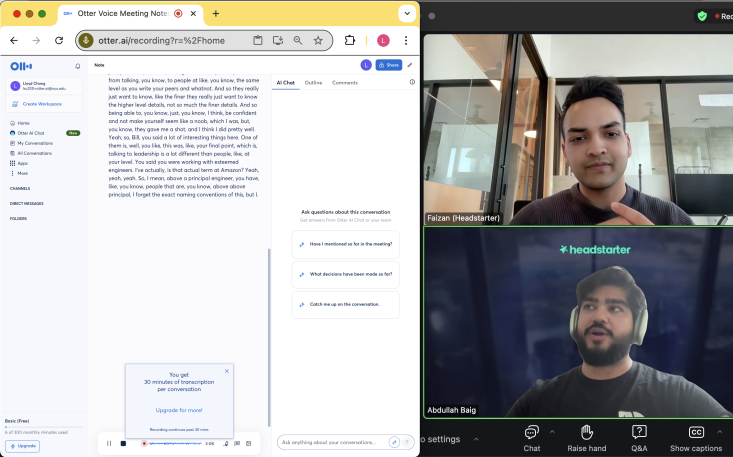 Otter Voice Meeting Note
otter.ai/recording?r=%2Fhome
L
Lloyd Chang
Create Workspace
Home
Otter AI Chat
New
My Conversations
All Conversations
Apps
More
CHANNELS
DIRECT MESSAGES
FOLDERS
Basic (Free)
6 of 300 monthly minutes used
Upgrade
Note
L
Share
from talking, you know, to people at like, you know, the same
level as you write your peers and whatnot. And so they really
just want to know, like the finer they really just want to know
the higher level details, not so much the finer details. And so
being able to, you know, just, you know, I think, be confident
and not make yourself seem like a noob, which I was, but,
you know, they gave me a shot, and I think I did pretty well.
Yeah, so, Bill, you said a lot of interesting things here. One of
them is, well, you like, this was, like, your final point, which is,
talking to leadership is a lot different than people, like, at
your level. You said you were working with esteemed
engineers. I've actually, is that actual term at Amazon? Yeah,
yeah, yeah. So, I mean, above a principal engineer, you have,
like, you know, people that are, you know, above above
principal, I forget the exact naming conventions of this, but I
You get
30 minutes of transcription
per conversation
Upgrade for more!
Recording continues past 30 mins
3:08
AI Chat
Outline
Comments
Ask questions about this conversation
Get answers from Otter AI Chat or your team
Have I mentioned so far in the meeting?
What decisions have been made so far?
Catch me up on the conversation.
Ask anything about your conversations...
Rec
Faizan (Headstarter)
headstarter
Abdullah Baig
o settings
Chat
Raise hand
Q&A
Show captions